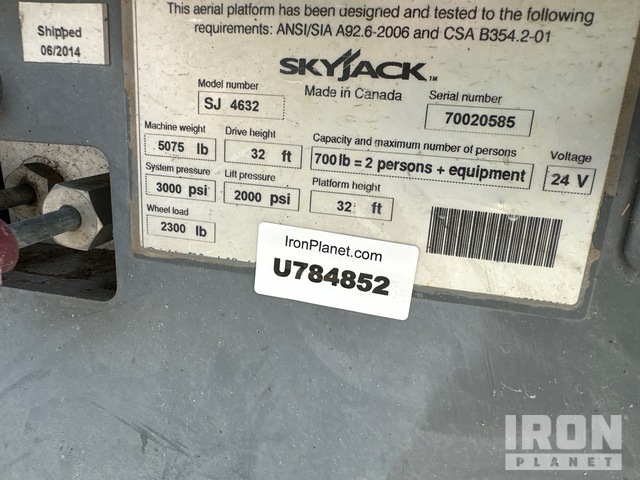 Shipped
06/2014
This aerial platform has been designed and tested to the following
requirements: ANSI/SIA A92.6-2006 and CSA B354.2-01
SKYJACK™
Made in Canada
Model number
SJ 4632
Serial number
70020585
Machine weight
5075 lb
Drive height
32 ft
Capacity and maximum number of persons
700 lb = 2 persons + equipment
Voltage
24 V
System pressure
3000 psi
Lift pressure
2000 psi
Platform height
32 ft
Wheel load
2300 lb
IronPlanet.com
U784852
IRON
PLANET